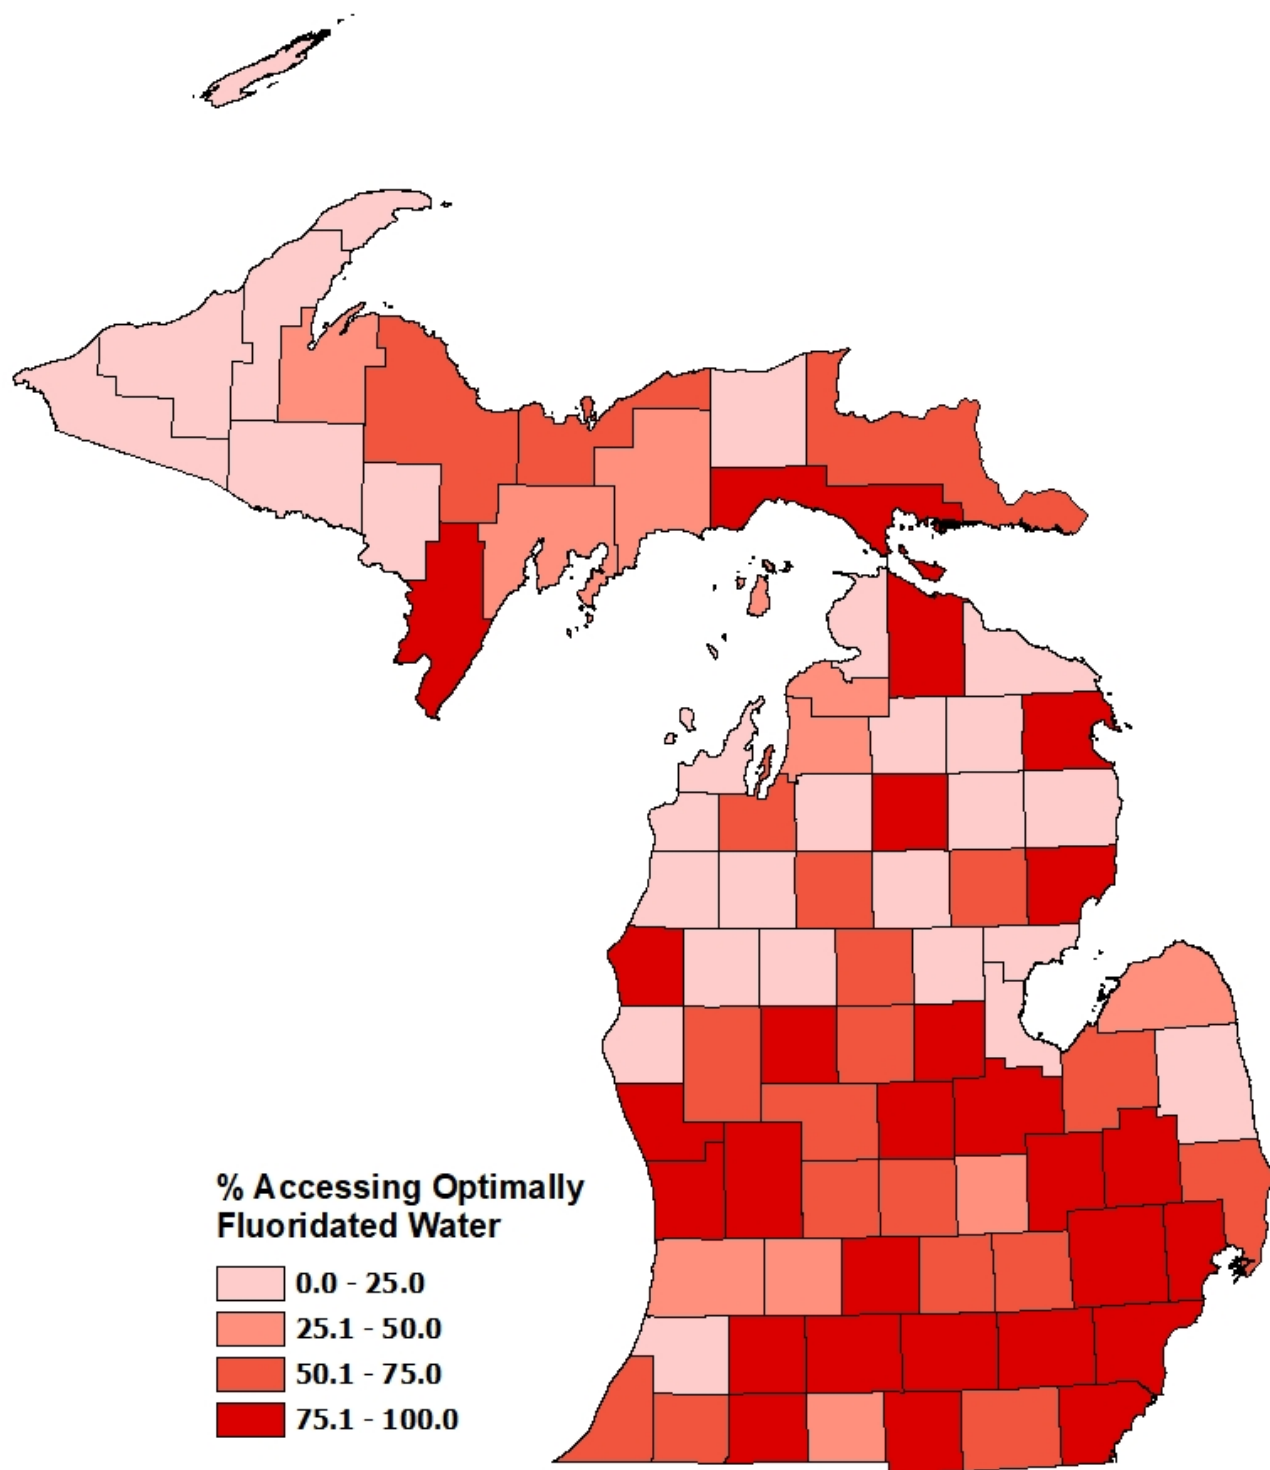 % Accessing Optimally
Fluoridated Water
0.0 - 25.0
25.1 - 50.0
50.1 - 75.0
75.1 - 100.0